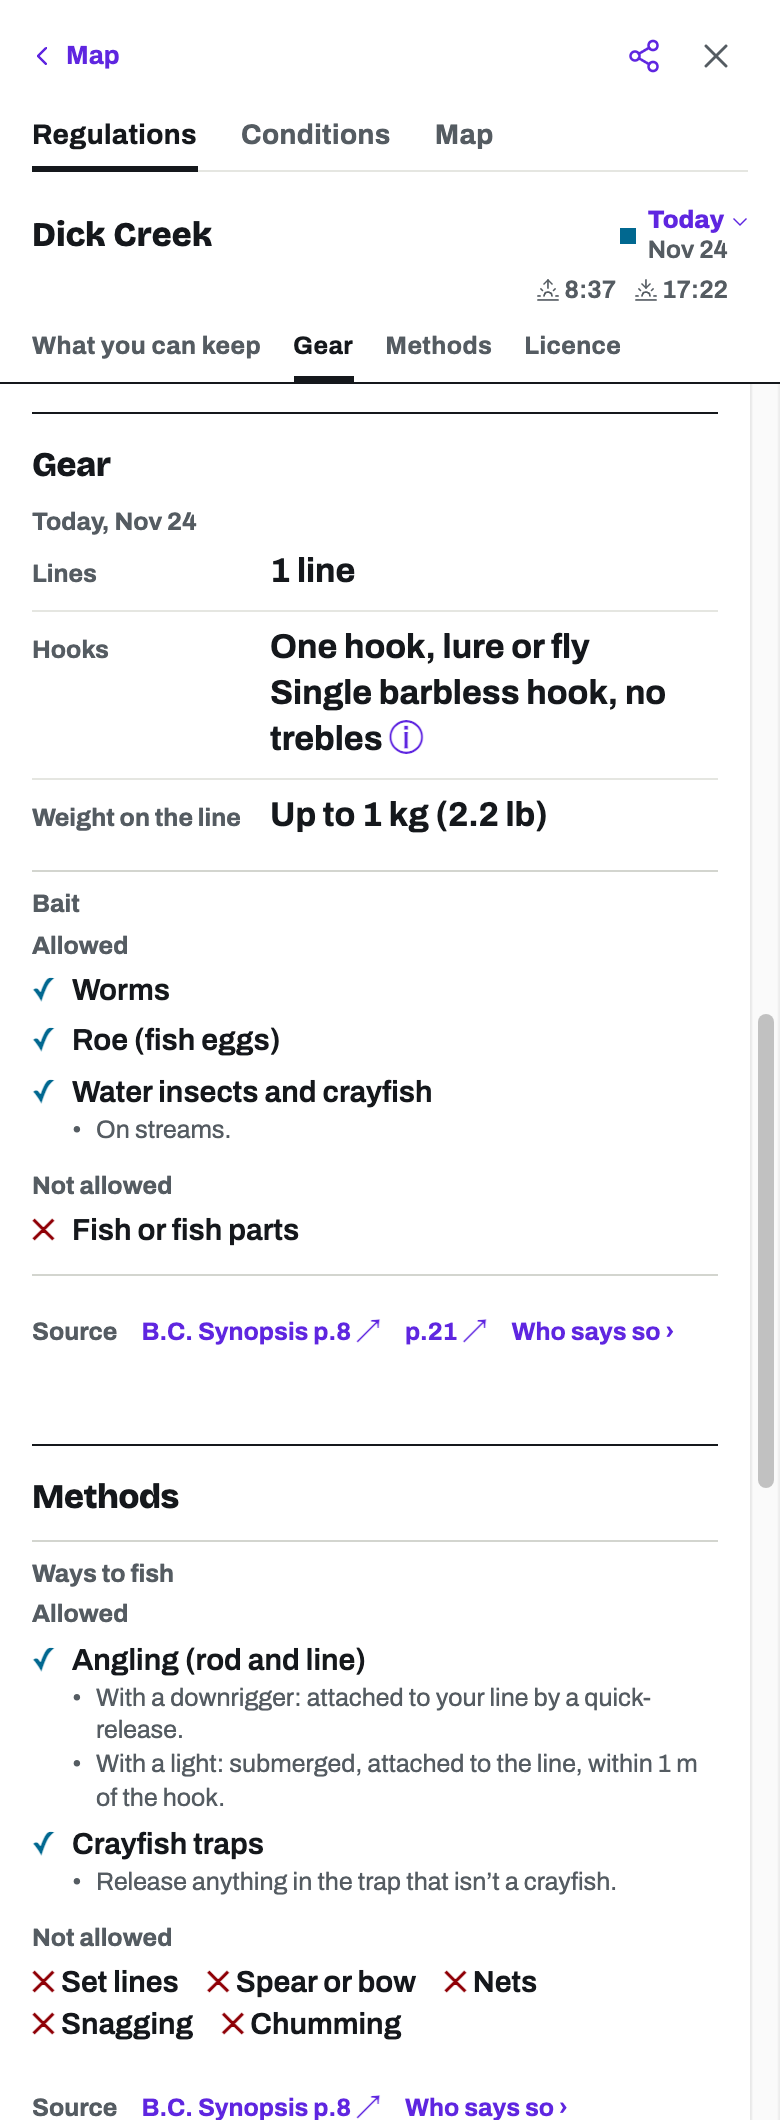 Map
Regulations Conditions Map
Dick Creek
Today
Nov 24
8:37 17:22
What you can keep Gear Methods Licence
Gear
Today, Nov 24
Lines 1 line
Hooks One hook, lure or fly
Single barbless hook, no
trebles
Weight on the line Up to 1 kg (2.2 lb)
Bait
Allowed
✓ Worms
✓ Roe (fish eggs)
✓ Water insects and crayfish
• On streams.
Not allowed
✕ Fish or fish parts
Source B.C. Synopsis p.8 ↗ p.21 ↗ Who says so ›
Methods
Ways to fish
Allowed
✓ Angling (rod and line)
• With a downrigger: attached to your line by a quick-
release.
• With a light: submerged, attached to the line, within 1 m
of the hook.
✓ Crayfish traps
• Release anything in the trap that isn’t a crayfish.
Not allowed
✕ Set lines ✕ Spear or bow ✕ Nets
✕ Snagging ✕ Chumming
Source B.C. Synopsis p.8 ↗ Who says so ›